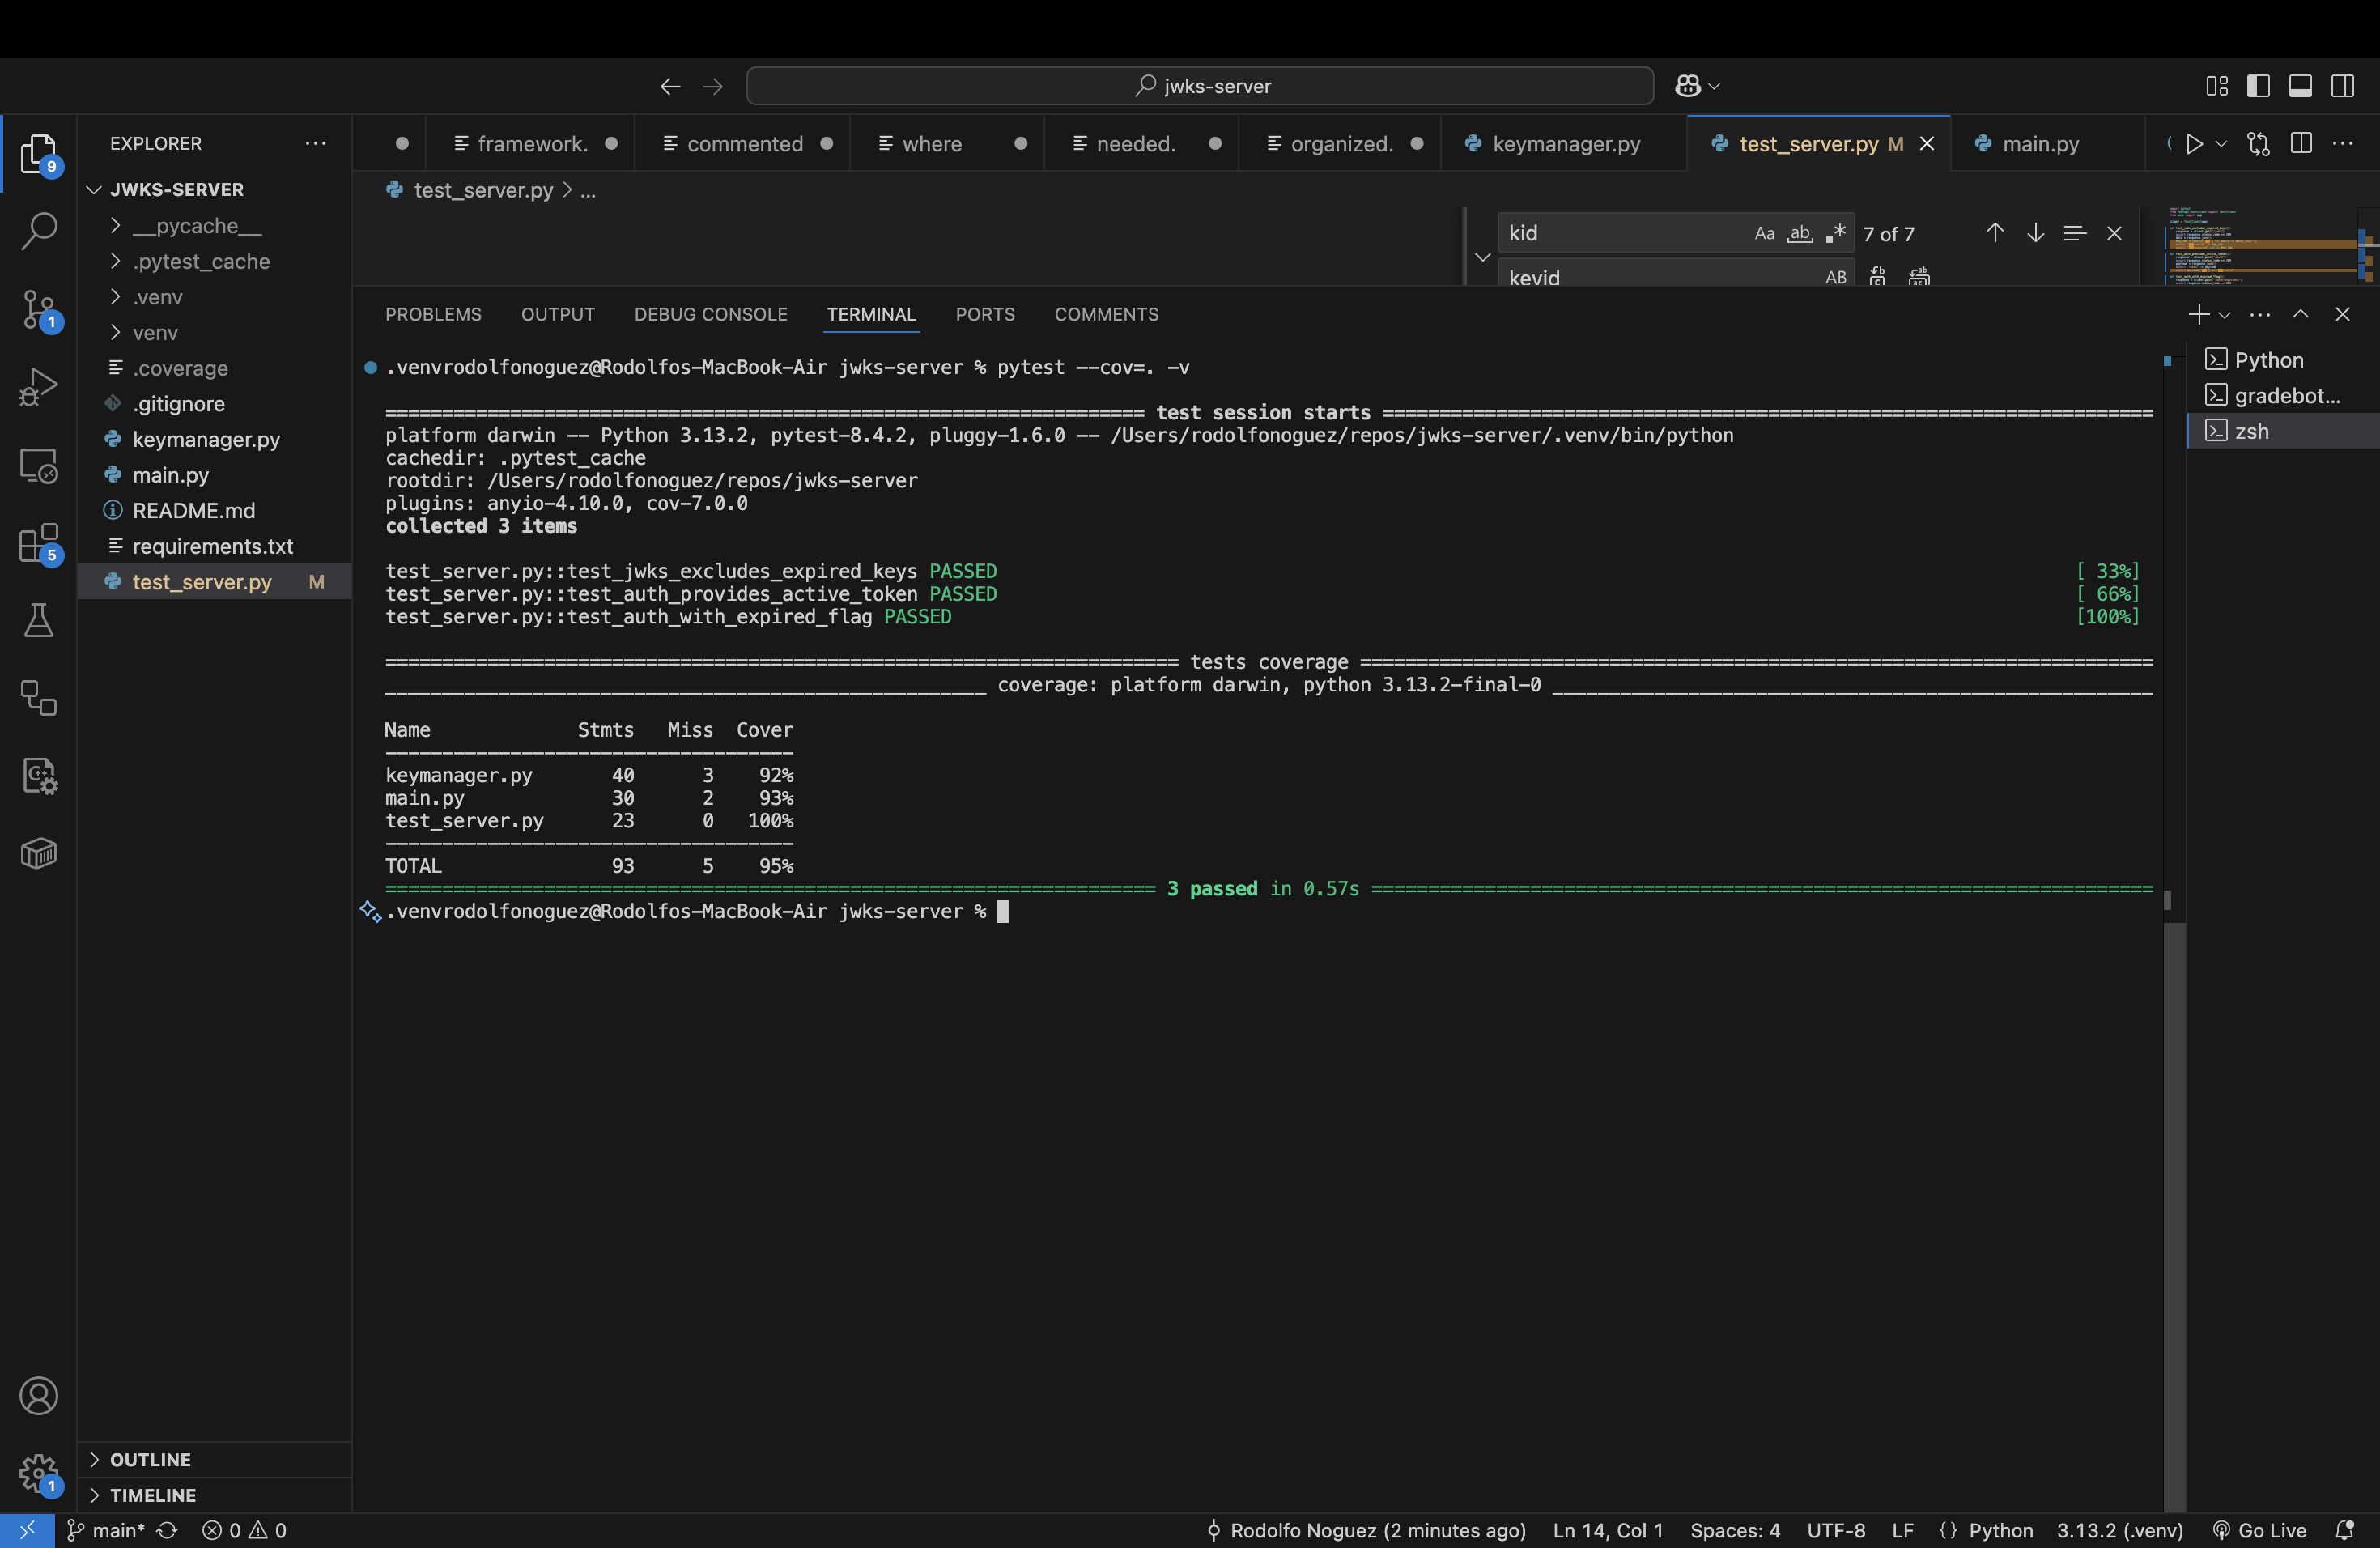 jwks-server
EXPLORER
framework.
commented
where
needed.
organized.
keymanager.py
test_server.py M
main.py
9
JWKS-SERVER
test_server.py > ...
__pycache__
.pytest_cache
.venv
venv
.coverage
.gitignore
keymanager.py
main.py
README.md
requirements.txt
test_server.py M
1
5
kid
Aa
ab
.*
7 of 7
keyid
AB
PROBLEMS
OUTPUT
DEBUG CONSOLE
TERMINAL
PORTS
COMMENTS
Python
gradebot...
zsh
.venvrodolfonoguez@Rodolfos-MacBook-Air jwks-server % pytest --cov=. -v
test session starts
platform darwin -- Python 3.13.2, pytest-8.4.2, pluggy-1.6.0 -- /Users/rodolfonoguez/repos/jwks-server/.venv/bin/python
cachedir: .pytest_cache
rootdir: /Users/rodolfonoguez/repos/jwks-server
plugins: anyio-4.10.0, cov-7.0.0
collected 3 items
test_server.py::test_jwks_excludes_expired_keys PASSED [ 33%]
test_server.py::test_auth_provides_active_token PASSED [ 66%]
test_server.py::test_auth_with_expired_flag PASSED [100%]
tests coverage
coverage: platform darwin, python 3.13.2-final-0
Name Stmts Miss Cover
keymanager.py 40 3 92%
main.py 30 2 93%
test_server.py 23 0 100%
TOTAL 93 5 95%
3 passed in 0.57s
.venvrodolfonoguez@Rodolfos-MacBook-Air jwks-server %
OUTLINE
TIMELINE
1
main*
0
0
Rodolfo Noguez (2 minutes ago)
Ln 14, Col 1
Spaces: 4
UTF-8
LF
{} Python
3.13.2 (.venv)
Go Live